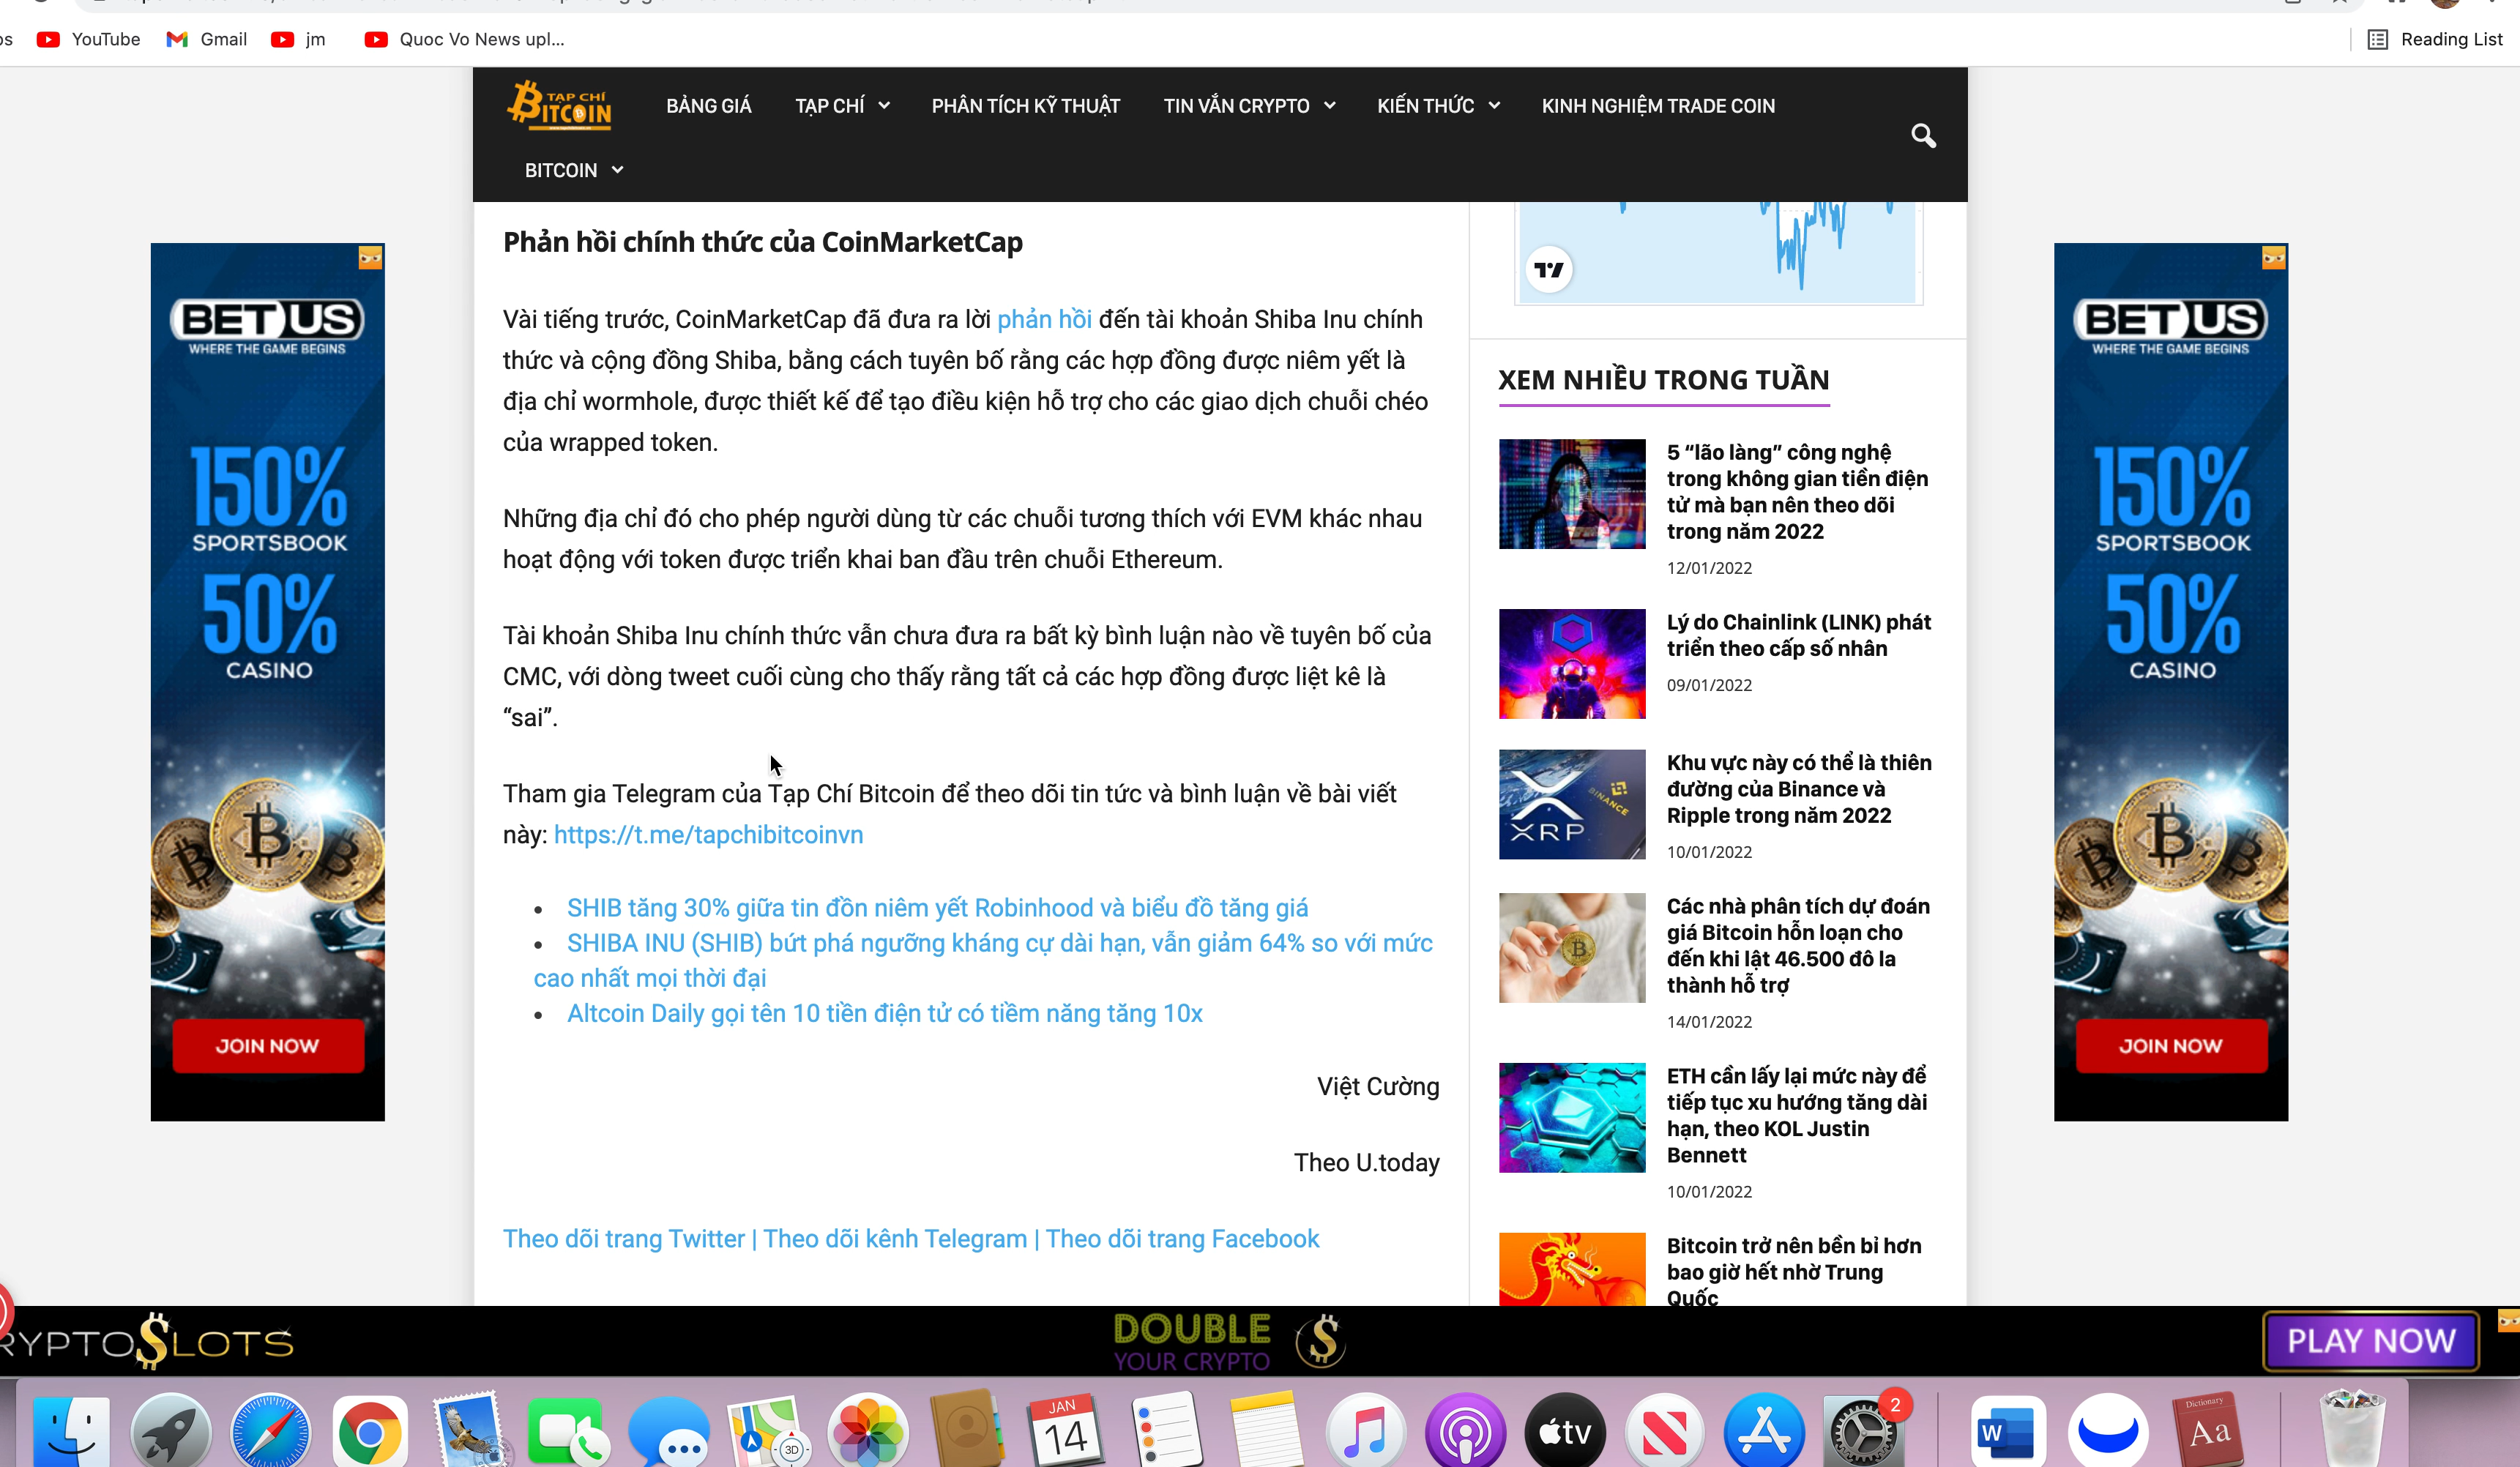 YouTube
Gmail
jm
Quoc Vo News upl...
Reading List
TẠP CHÍ
BITCOIN
BẢNG GIÁ
TẠP CHÍ
PHÂN TÍCH KỸ THUẬT
TIN VẮN CRYPTO
KIẾN THỨC
KINH NGHIỆM TRADE COIN
BITCOIN
Phản hồi chính thức của CoinMarketCap
Vài tiếng trước, CoinMarketCap đã đưa ra lời phản hồi đến tài khoản Shiba Inu chính
thức và cộng đồng Shiba, bằng cách tuyên bố rằng các hợp đồng được niêm yết là
địa chỉ wormhole, được thiết kế để tạo điều kiện hỗ trợ cho các giao dịch chuỗi chéo
của wrapped token.
Những địa chỉ đó cho phép người dùng từ các chuỗi tương thích với EVM khác nhau
hoạt động với token được triển khai ban đầu trên chuỗi Ethereum.
Tài khoản Shiba Inu chính thức vẫn chưa đưa ra bất kỳ bình luận nào về tuyên bố của
CMC, với dòng tweet cuối cùng cho thấy rằng tất cả các hợp đồng được liệt kê là
“sai”.
Tham gia Telegram của Tạp Chí Bitcoin để theo dõi tin tức và bình luận về bài viết
này: https://t.me/tapchibitcoinvn
• SHIB tăng 30% giữa tin đồn niêm yết Robinhood và biểu đồ tăng giá
• SHIBA INU (SHIB) bứt phá ngưỡng kháng cự dài hạn, vẫn giảm 64% so với mức
cao nhất mọi thời đại
• Altcoin Daily gọi tên 10 tiền điện tử có tiềm năng tăng 10x
Việt Cường
Theo U.today
Theo dõi trang Twitter | Theo dõi kênh Telegram | Theo dõi trang Facebook
XEM NHIỀU TRONG TUẦN
5 “lão làng” công nghệ
trong không gian tiền điện
tử mà bạn nên theo dõi
trong năm 2022
12/01/2022
Lý do Chainlink (LINK) phát
triển theo cấp số nhân
09/01/2022
XRP
BINANCE
Khu vực này có thể là thiên
đường của Binance và
Ripple trong năm 2022
10/01/2022
Các nhà phân tích dự đoán
giá Bitcoin hỗn loạn cho
đến khi lật 46.500 đô la
thành hỗ trợ
14/01/2022
ETH cần lấy lại mức này để
tiếp tục xu hướng tăng dài
hạn, theo KOL Justin
Bennett
10/01/2022
Bitcoin trở nên bền bỉ hơn
bao giờ hết nhờ Trung
Quốc
BETUS
WHERE THE GAME BEGINS
150%
SPORTSBOOK
50%
CASINO
JOIN NOW
BETUS
WHERE THE GAME BEGINS
150%
SPORTSBOOK
50%
CASINO
JOIN NOW
RYPTO$LOTS
DOUBLE
YOUR CRYPTO
PLAY NOW
3D
JAN
14
tv
2
W
Dictionary
Aa